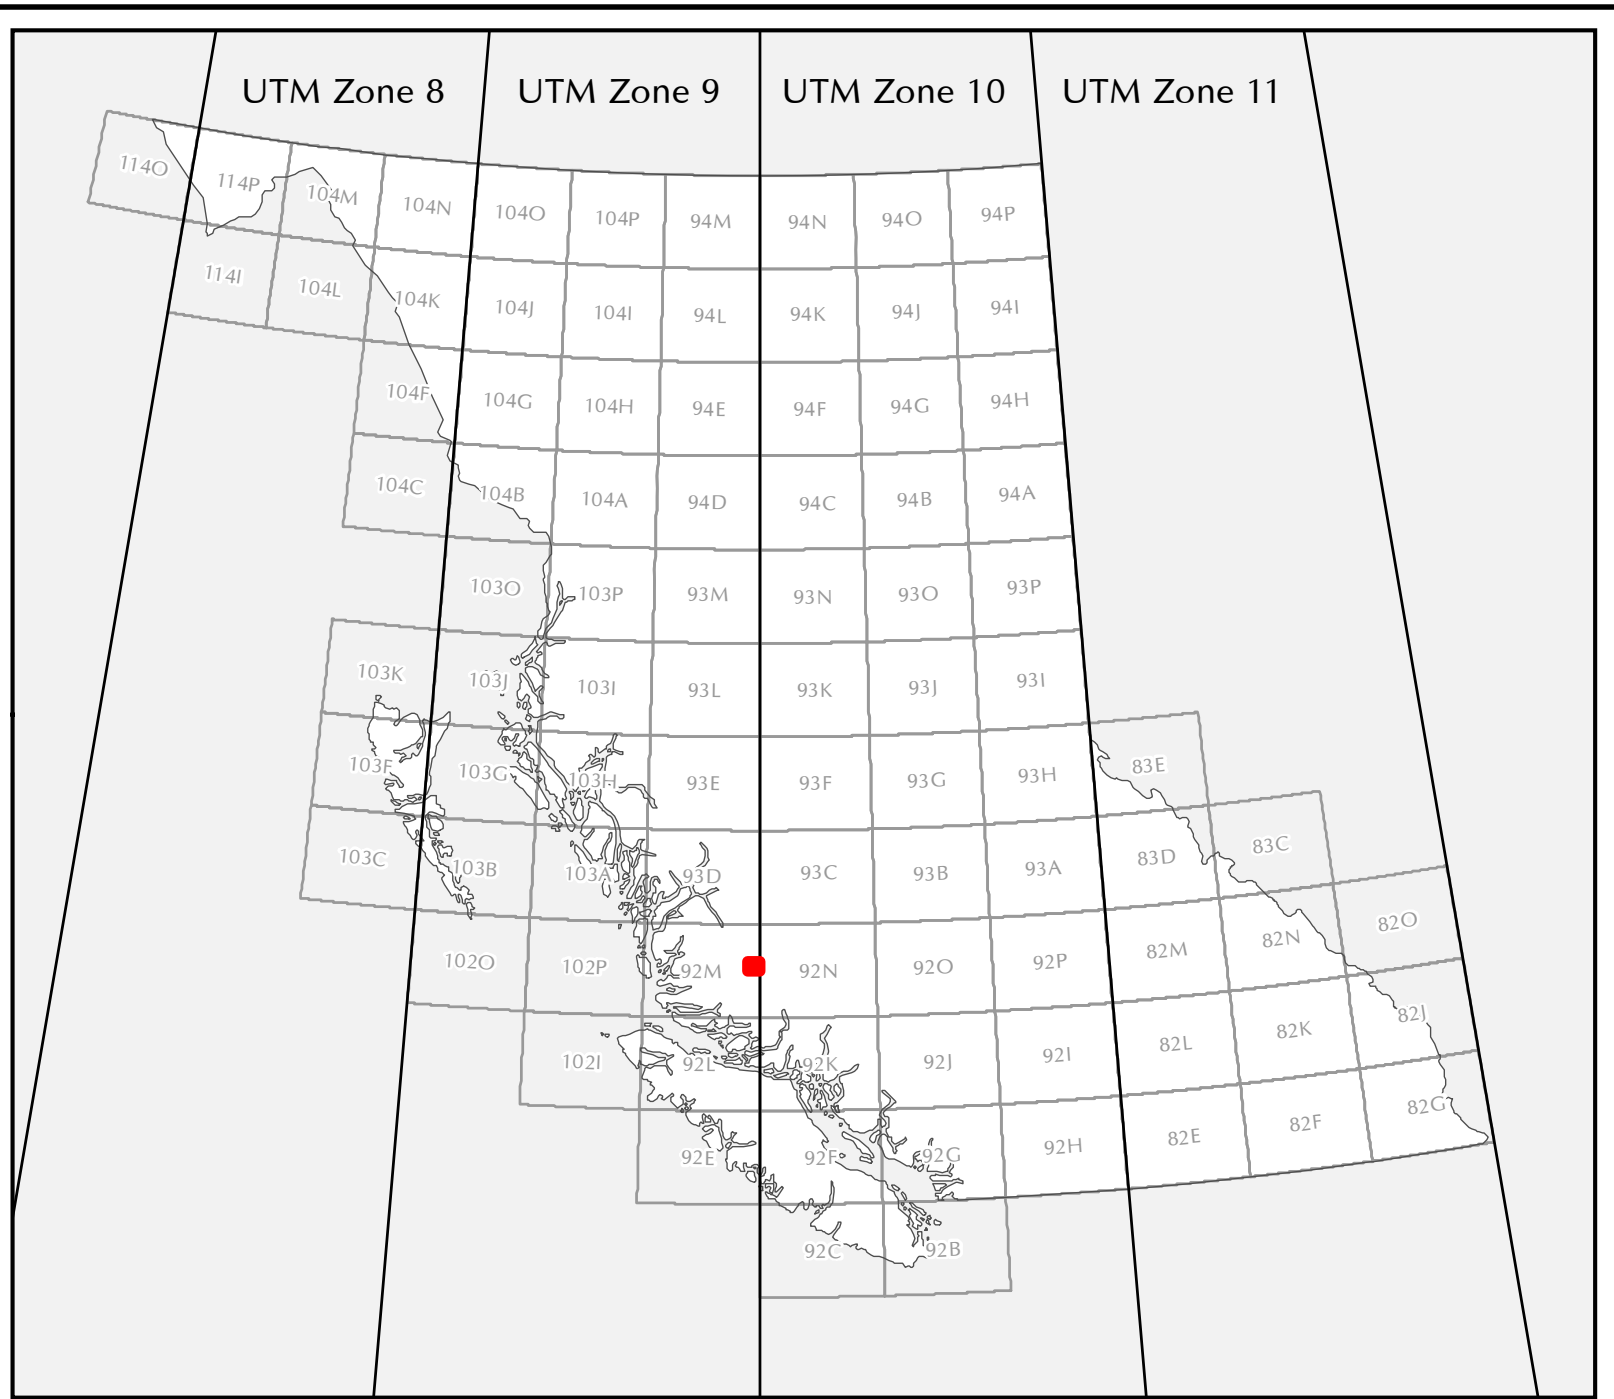 UTM Zone 8 UTM Zone 9 UTM Zone 10 UTM Zone 11
114O 114P 104M 104N 104O 104P 94M 94N 94O 94P
114I 104L 104K 104J 104I 94L 94K 94J 94I
104F 104G 104H 94E 94F 94G 94H
104C 104B 104A 94D 94C 94B 94A
103O 103P 93M 93N 93O 93P
103K 103J 103I 93L 93K 93J 93I
103F 103G 103H 93E 93F 93G 93H 83E
103C 103B 103A 93D 93C 93B 93A 83D 83C
102O 102P 92M 92N 92O 92P 82M 82N 82O
102I 92L 92K 92J 92I 82L 82K 82J
92E 92F 92G 92H 82E 82F 82G
92C 92B